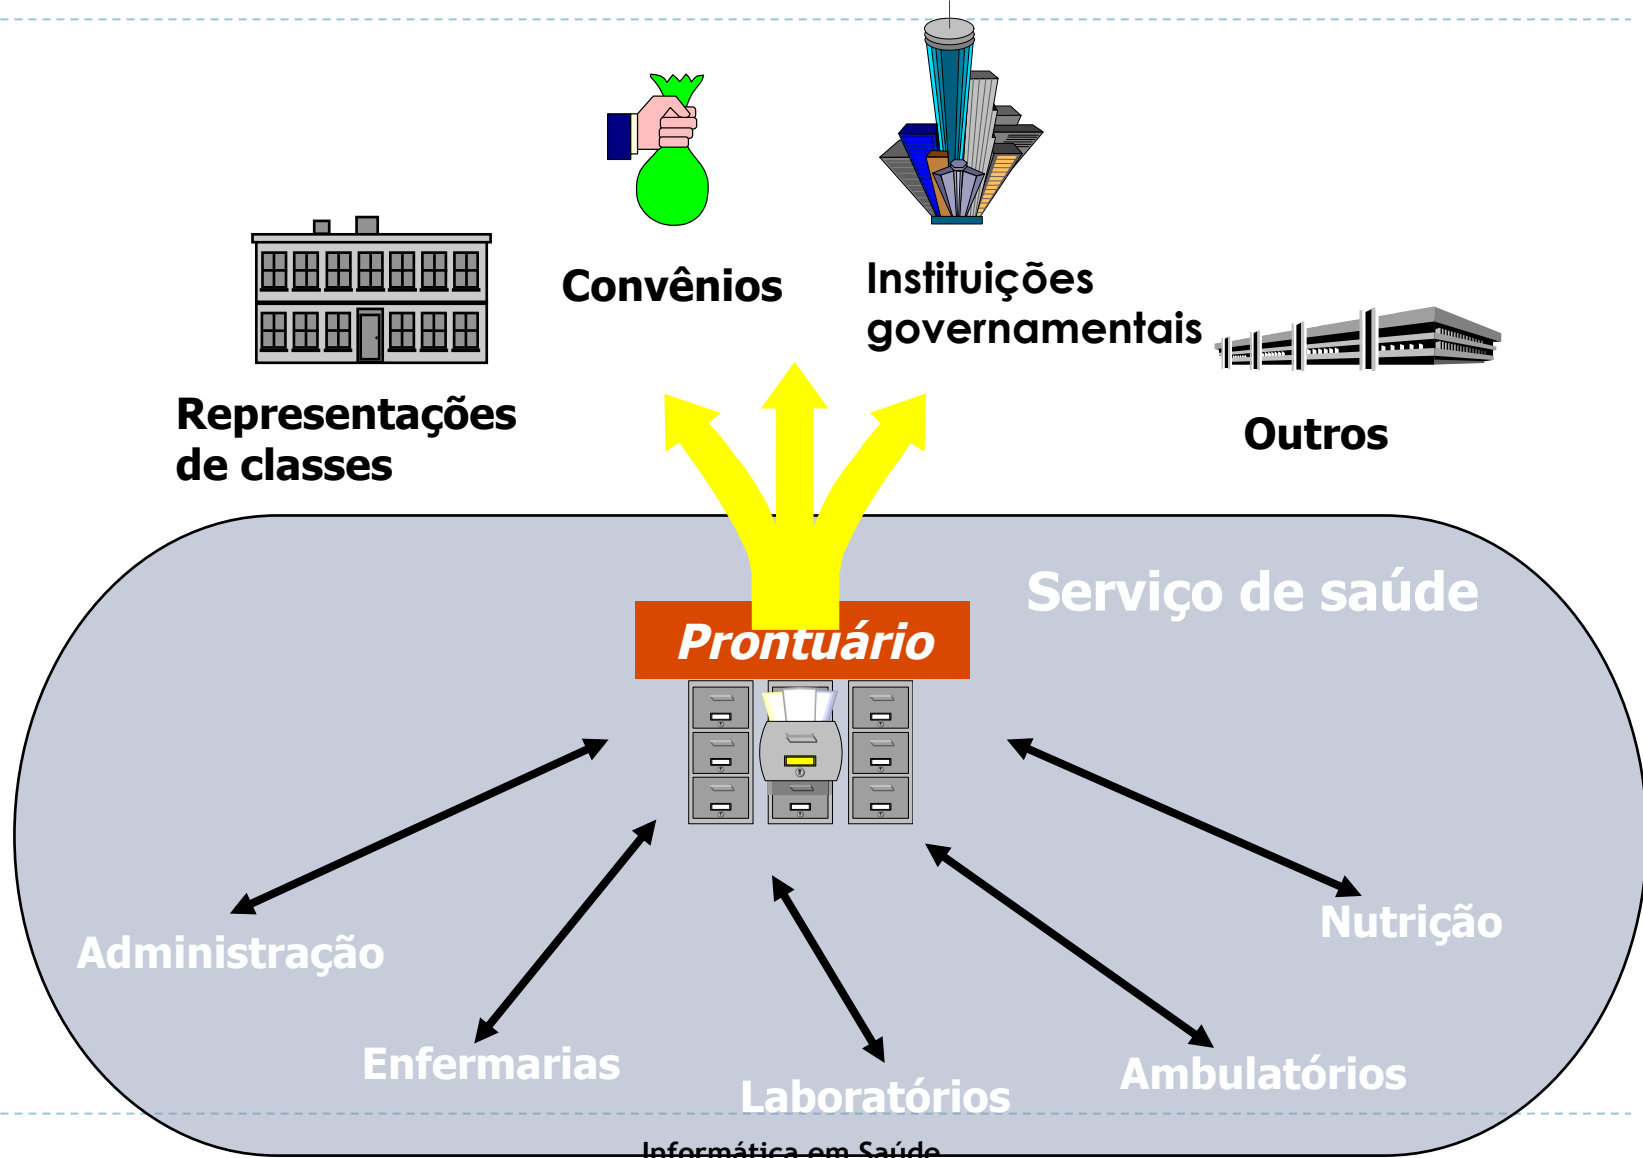 Convênios
Instituições
governamentais
Representações
de classes
Outros
Serviço de saúde
Prontuário
Administração
Nutrição
Enfermarias
Laboratórios
Ambulatórios
Informática em Saúde